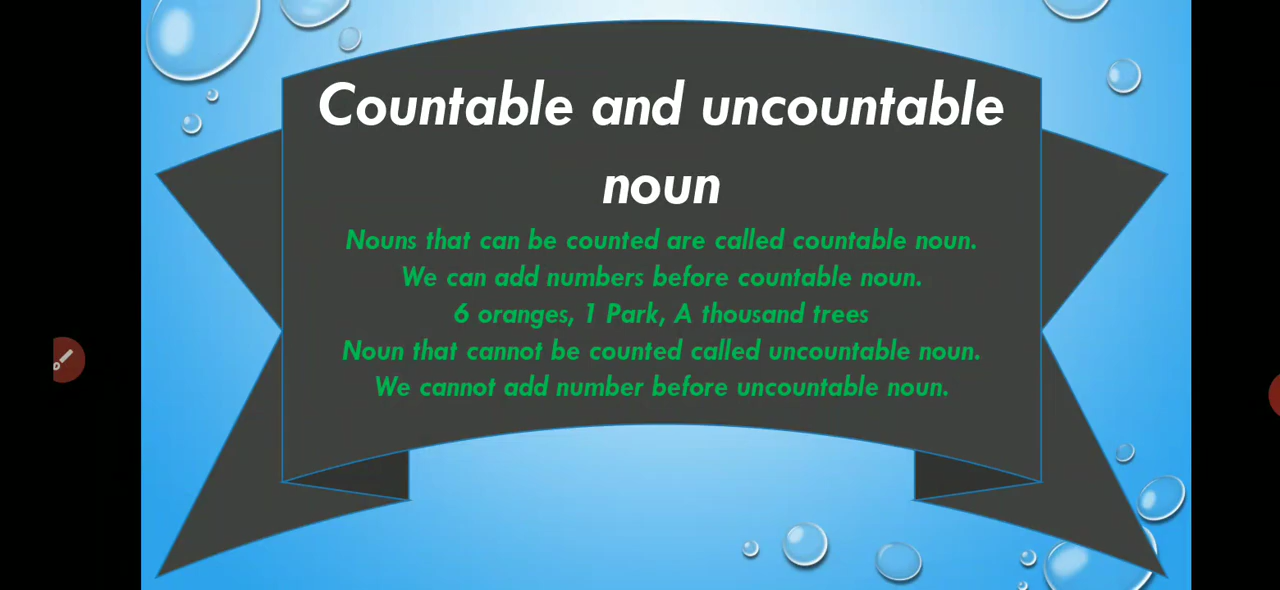 Countable and uncountable
noun
Nouns that can be counted are called countable noun.
We can add numbers before countable noun.
6 oranges, 1 Park, A thousand trees
Noun that cannot be counted called uncountable noun.
We cannot add number before uncountable noun.